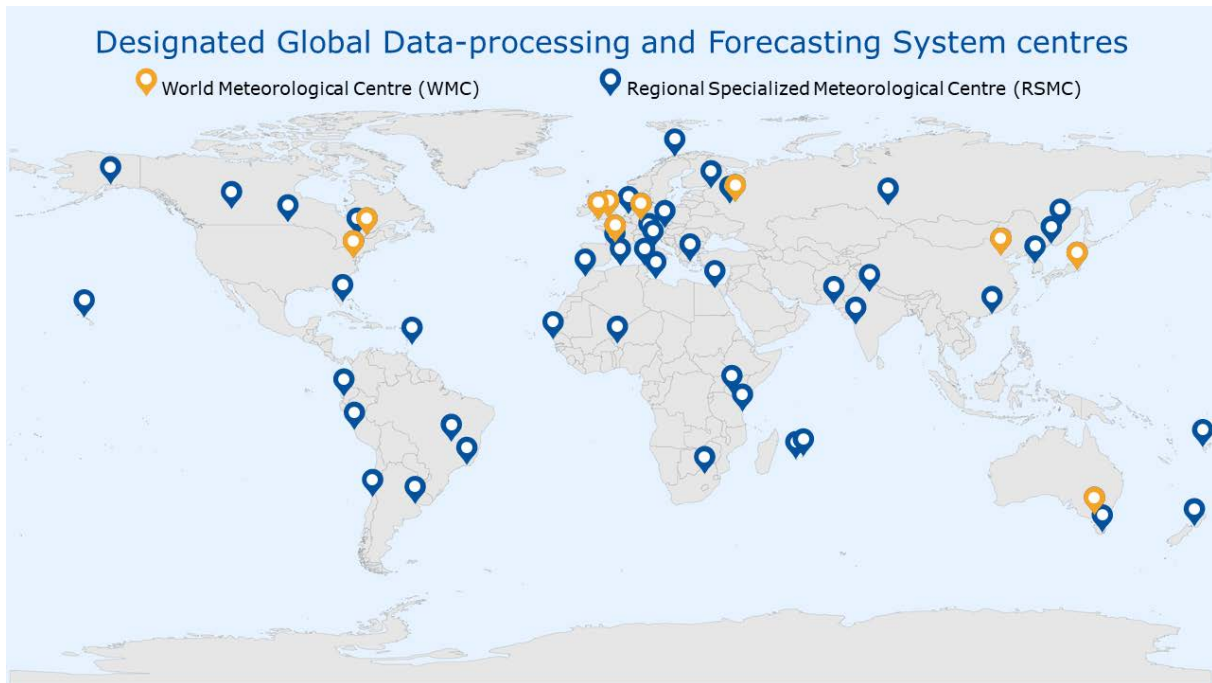 Designated Global Data-processing and Forecasting System centres
World Meteorological Centre (WMC) Regional Specialized Meteorological Centre (RSMC)